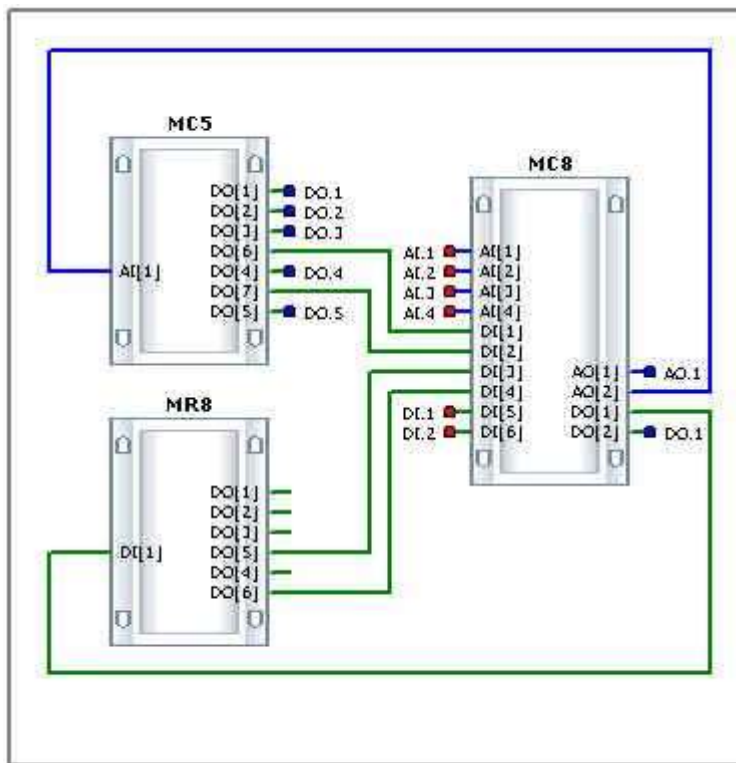 MC5
DO[1] DO.1
DO[2] DO.2
DO[3] DO.3
DO[6]
AI[1]
DO[4] DO.4
DO[7]
DO[5] DO.5
MC8
AI.1 AI[1]
AI.2 AI[2]
AI.3 AI[3]
AI.4 AI[4]
DI[1]
DI[2]
DI[3]
DI[4]
DI.1 DI[5]
DI.2 DI[6]
AO[1] AO.1
AO[2]
DO[1]
DO[2] DO.1
MR8
DO[1]
DO[2]
DO[3]
DI[1]
DO[5]
DO[4]
DO[6]